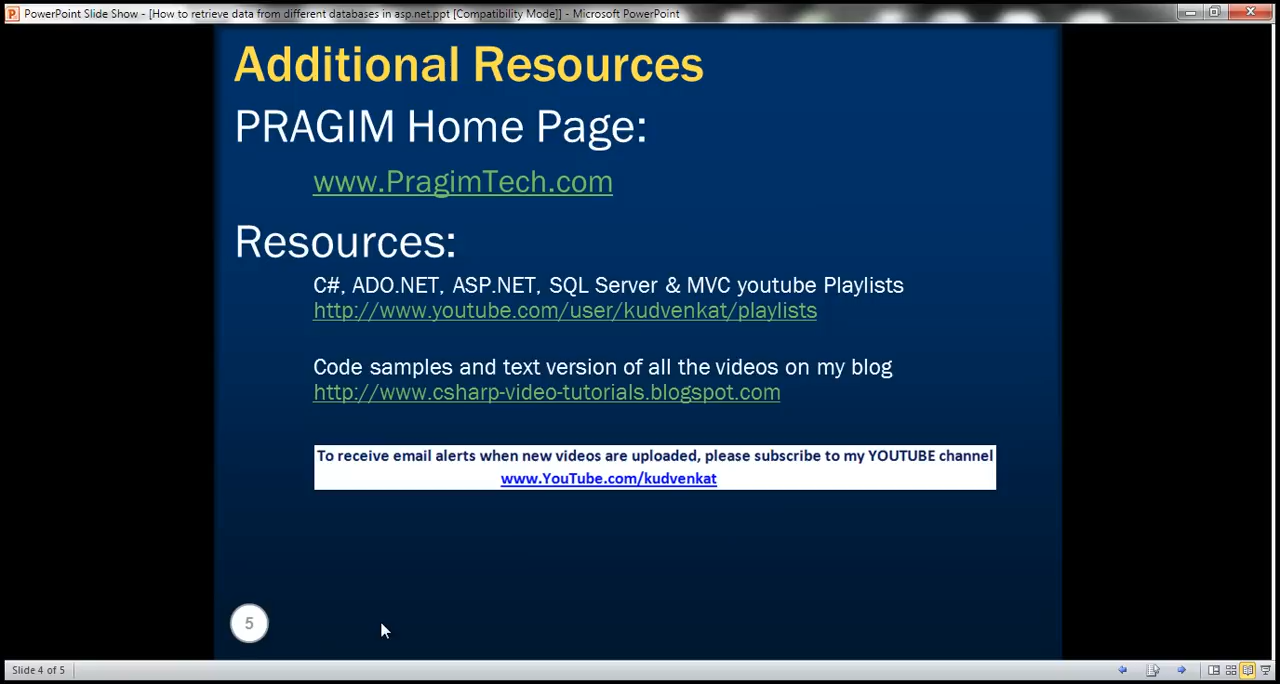 PowerPoint Slide Show - [How to retrieve data from different databases in asp.net.ppt [Compatibility Mode]] - Microsoft PowerPoint
Additional Resources
PRAGIM Home Page:
www.PragimTech.com
Resources:
C#, ADO.NET, ASP.NET, SQL Server & MVC youtube Playlists
http://www.youtube.com/user/kudvenkat/playlists
Code samples and text version of all the videos on my blog
http://www.csharp-video-tutorials.blogspot.com
To receive email alerts when new videos are uploaded, please subscribe to my YOUTUBE channel
www.YouTube.com/kudvenkat
5
Slide 4 of 5